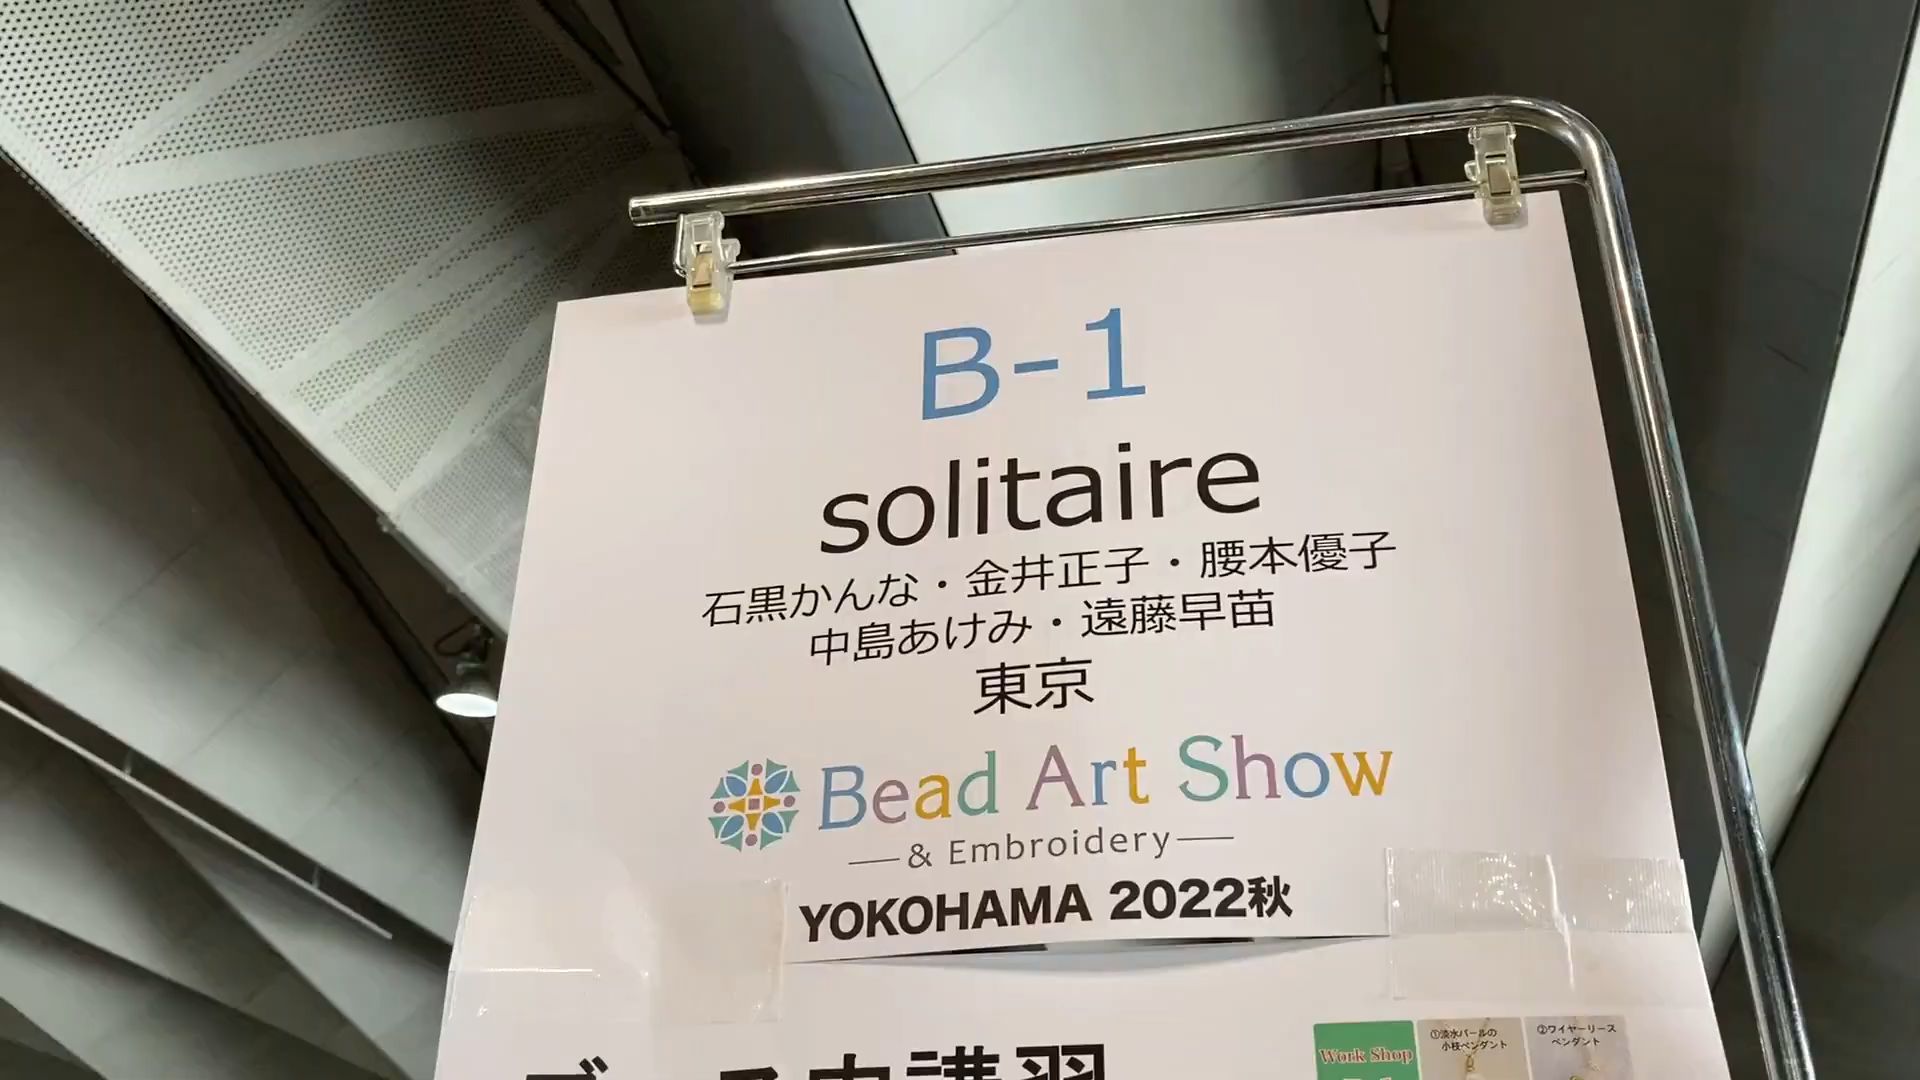 B-1
solitaire
石黒かんな・金井正子・腰本優子
中島あけみ・遠藤早苗
東京
Bead Art Show
& Embroidery
YOKOHAMA 2022秋
Work Shop
①淡水パールの
小枝ペンダント
②ワイヤーリース
ペンダント